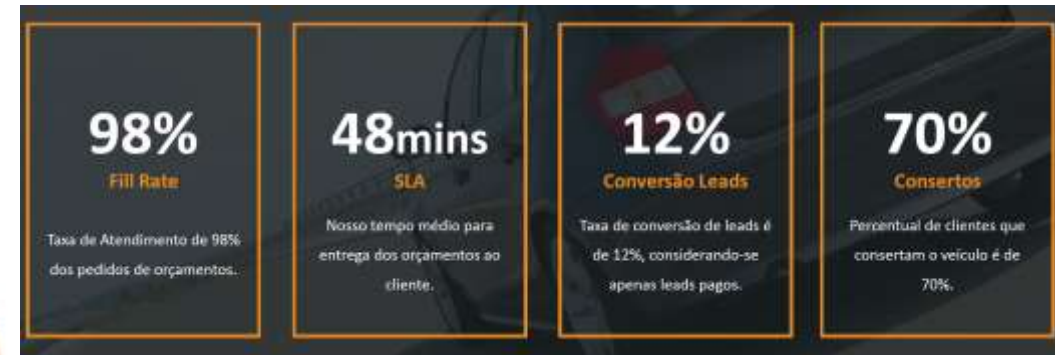 98%
Fill Rate
Taxa de Atendimento de 98%
dos pedidos de orçamentos.
48mins
SLA
Nosso tempo médio para
entrega dos orçamentos ao
cliente.
12%
Conversão Leads
Taxa de conversão de leads é
de 12%, considerando-se
apenas leads pagos.
70%
Consertos
Percentual de clientes que
consertam o veículo é de
70%.